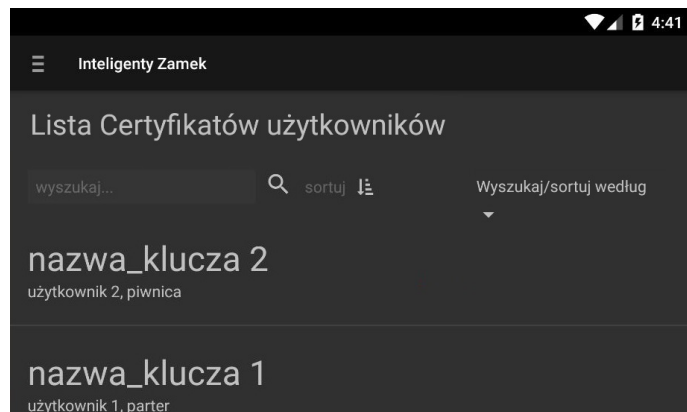 4:41
Inteligenty Zamek
Lista Certyfikatów użytkowników
wyszukaj... sortuj Wyszukaj/sortuj według
nazwa_klucza 2
użytkownik 2, piwnica
nazwa_klucza 1
użytkownik 1, parter